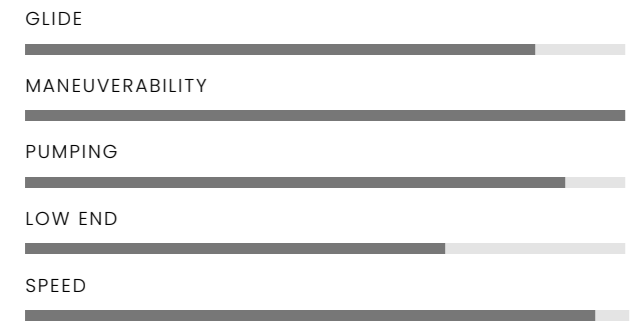 GLIDE
MANEUVERABILITY
PUMPING
LOW END
SPEED